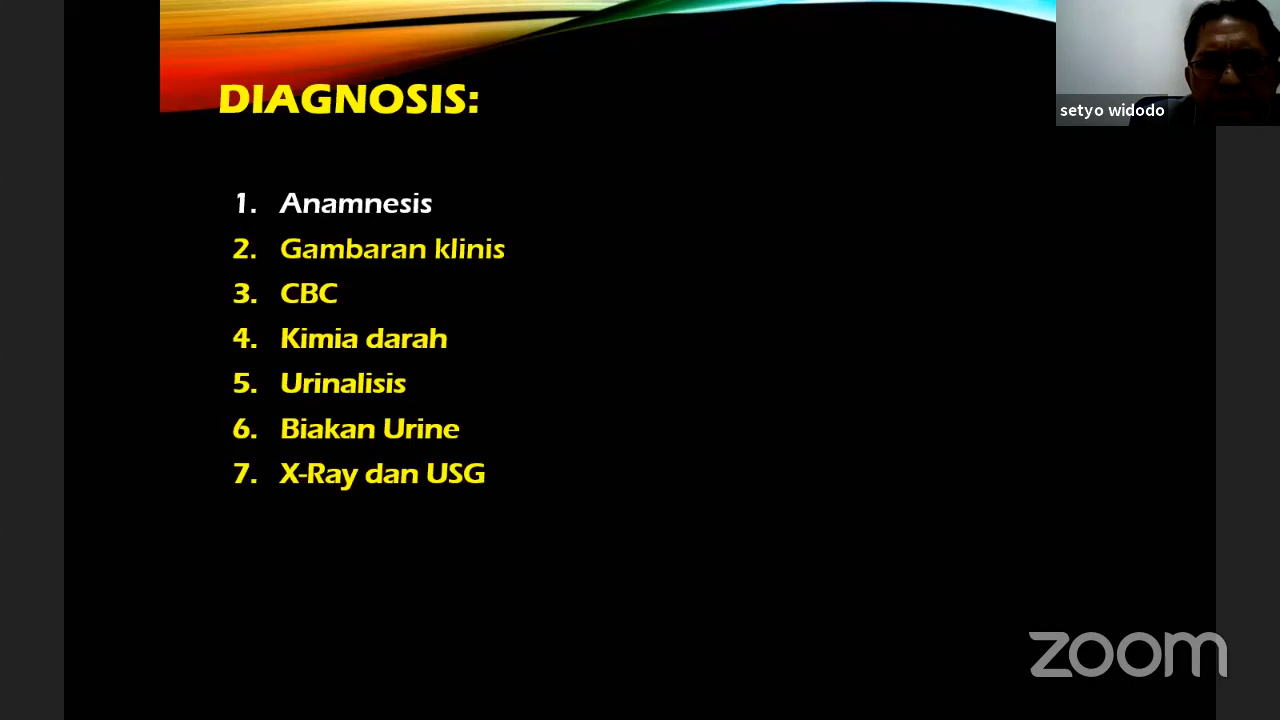 DIAGNOSIS:
setyo widodo
1. Anamnesis
2. Gambaran klinis
3. CBC
4. Kimia darah
5. Urinalisis
6. Biakan Urine
7. X-Ray dan USG
zoom